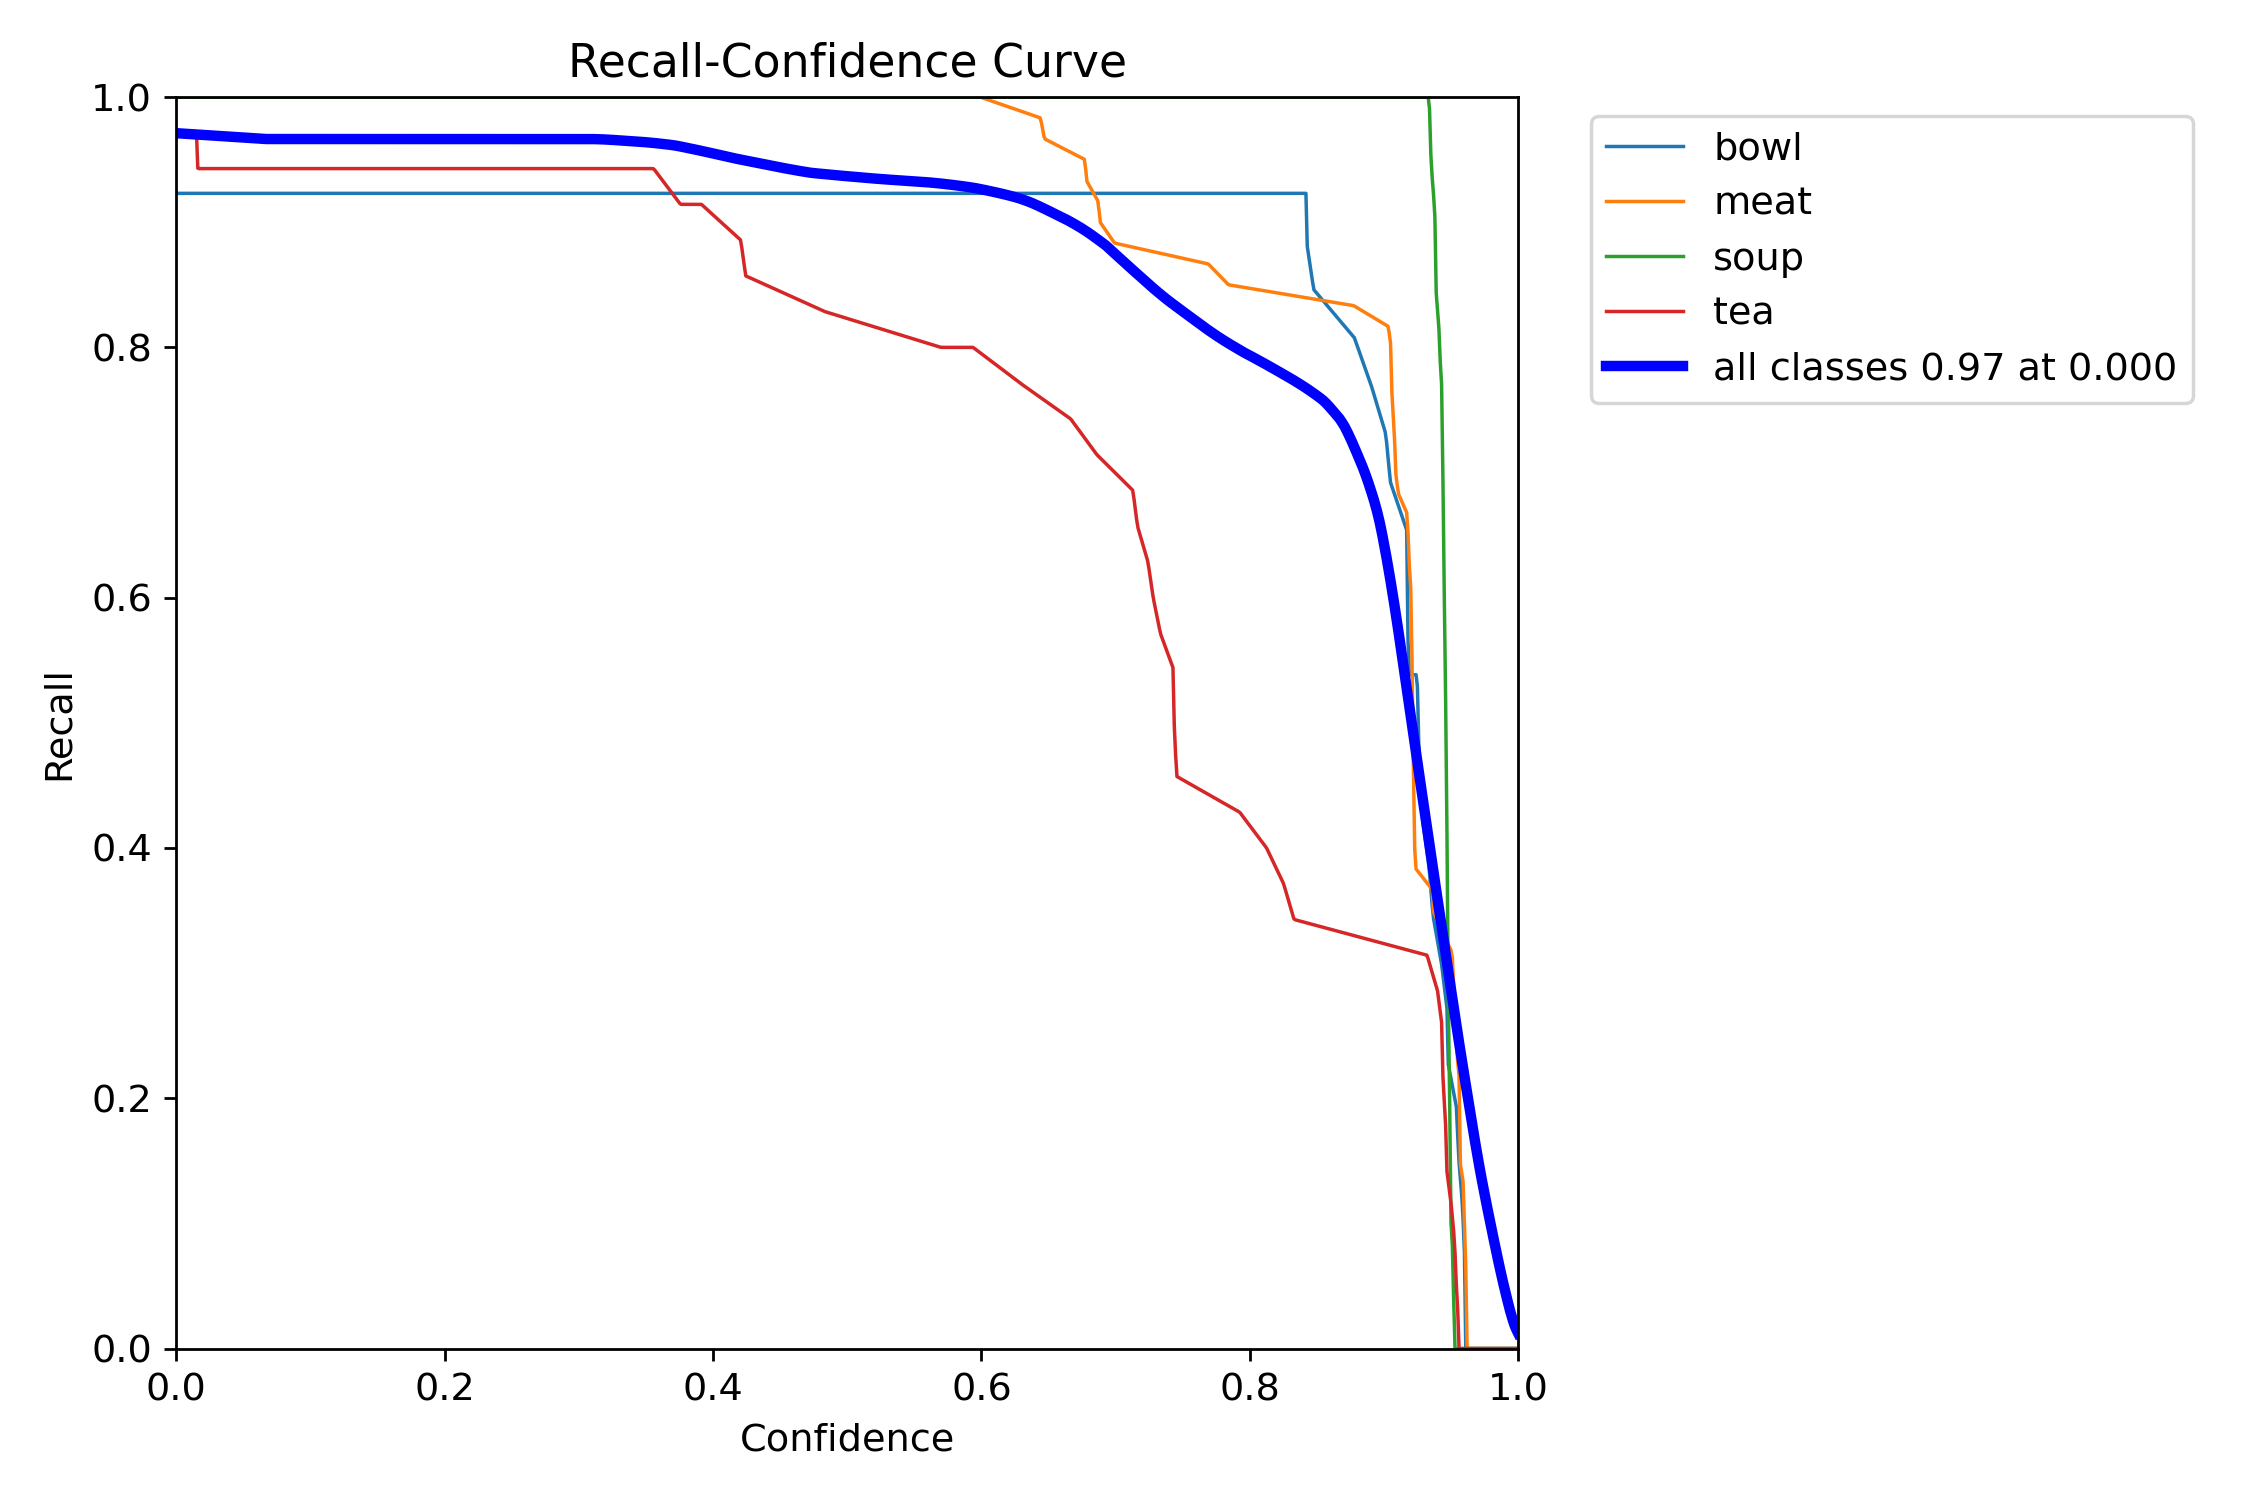 Recall-Confidence Curve
1.0
0.8
0.6
0.4
0.2
0.0
Recall
0.0 0.2 0.4 0.6 0.8 1.0
Confidence
bowl
meat
soup
tea
all classes 0.97 at 0.000